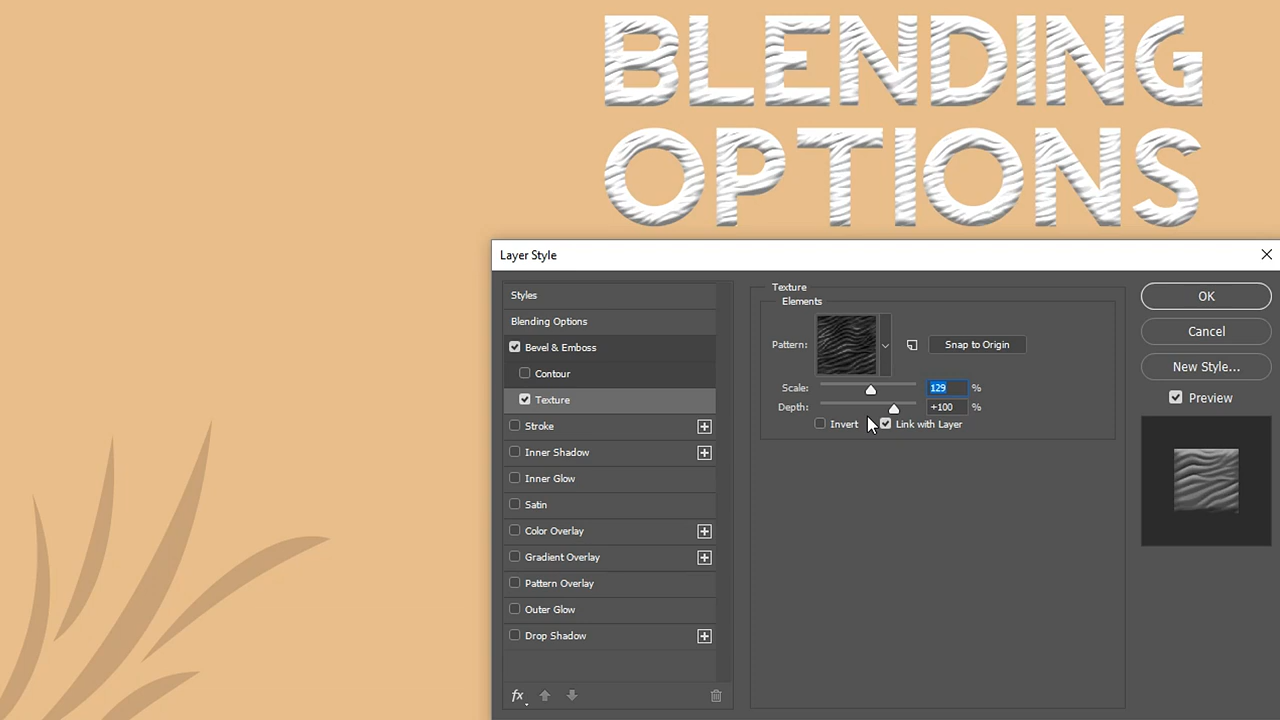 BLENDING
OPTIONS
Layer Style
Styles
Blending Options
Bevel & Emboss
Contour
Texture
Stroke
Inner Shadow
Inner Glow
Satin
Color Overlay
Gradient Overlay
Pattern Overlay
Outer Glow
Drop Shadow
fx
Texture
Elements
Pattern:
Snap to Origin
Scale: 129 %
Depth: +100 %
Invert Link with Layer
OK
Cancel
New Style...
Preview